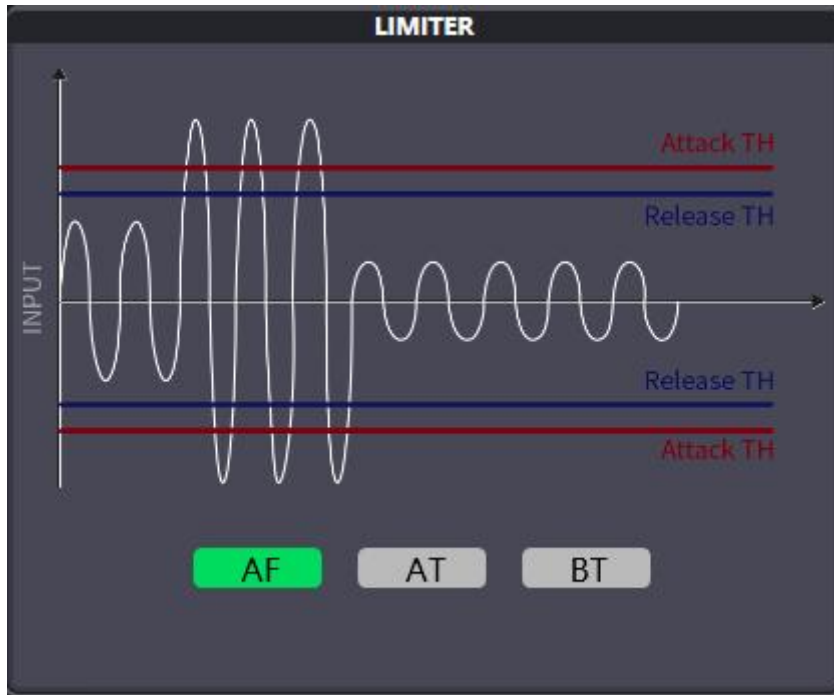 LIMITER
Attack TH
Release TH
INPUT
Release TH
Attack TH
AF
AT
BT